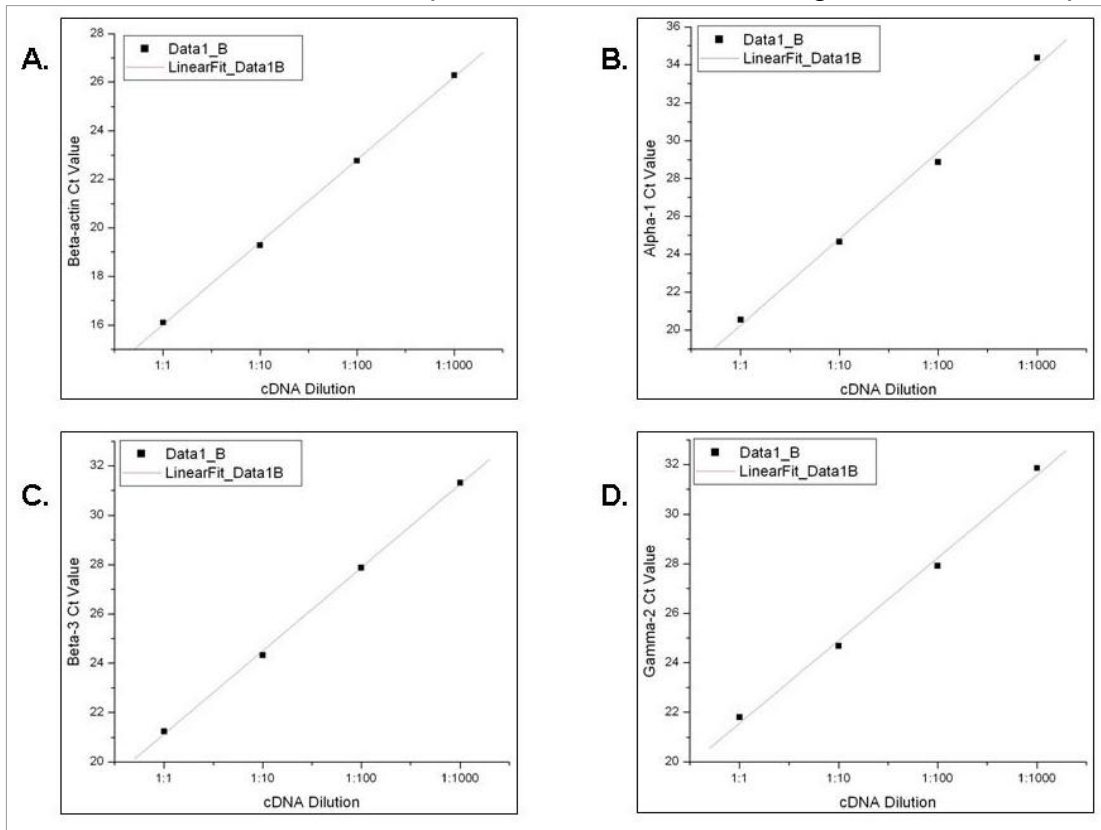 A.
Data1_B
LinearFit_Data1B
28
26
24
22
20
18
16
Beta-actin Ct Value
1:1 1:10 1:100 1:1000
cDNA Dilution
B.
Data1_B
LinearFit_Data1B
36
34
32
30
28
26
24
22
20
Alpha-1 Ct Value
1:1 1:10 1:100 1:1000
cDNA Dilution
C.
Data1_B
LinearFit_Data1B
32
30
28
26
24
22
20
Beta-3 Ct Value
1:1 1:10 1:100 1:1000
cDNA Dilution
D.
Data1_B
LinearFit_Data1B
32
30
28
26
24
22
20
Gamma-2 Ct Value
1:1 1:10 1:100 1:1000
cDNA Dilution